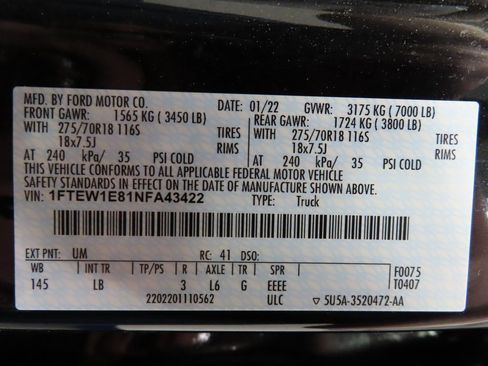 MFD. BY FORD MOTOR CO. DATE: 01/22 GVWR: 3175 KG ( 7000 LB)
FRONT GAWR: 1565 KG ( 3450 LB) REAR GAWR: 1724 KG ( 3800 LB)
WITH 275/70R18 116S TIRES WITH 275/70R18 116S TIRES
18x7.5J RIMS 18x7.5J RIMS
AT 240 kPa/ 35 PSI COLD AT 240 kPa/ 35 PSI COLD
THIS VEHICLE CONFORMS TO ALL APPLICABLE FEDERAL MOTOR VEHICLE
SAFETY STANDARDS IN EFFECT ON THE DATE OF MANUFACTURE SHOWN ABOVE.
VIN: 1FTEW1E81NFA43422 TYPE: Truck
EXT PNT: UM RC: 41 DSO: F0075
WB INT TR TP/PS R AXLE TR SPR T0407
145 LB 3 L6 G EEEE
2202201110562 ULC ▽ 5U5A-3520472-AA